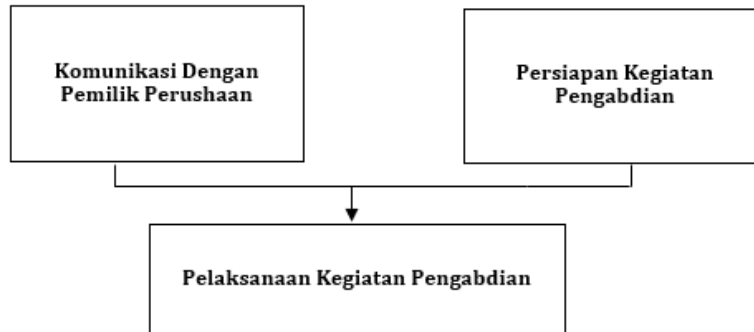 Komunikasi Dengan
Pemilik Perushaan
Persiapan Kegiatan
Pengabdian
Pelaksanaan Kegiatan Pengabdian